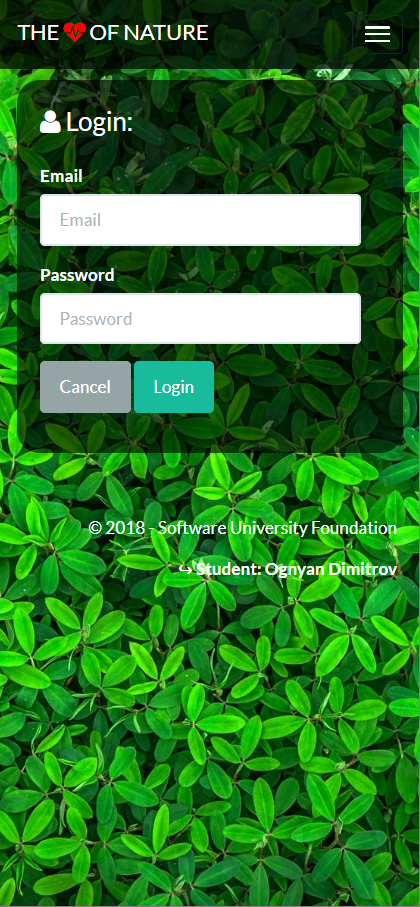 THE ❤ OF NATURE
Login:
Email
Email
Password
Password
Cancel Login
© 2018 - Software University Foundation
↪ Student: Ognyan Dimitrov